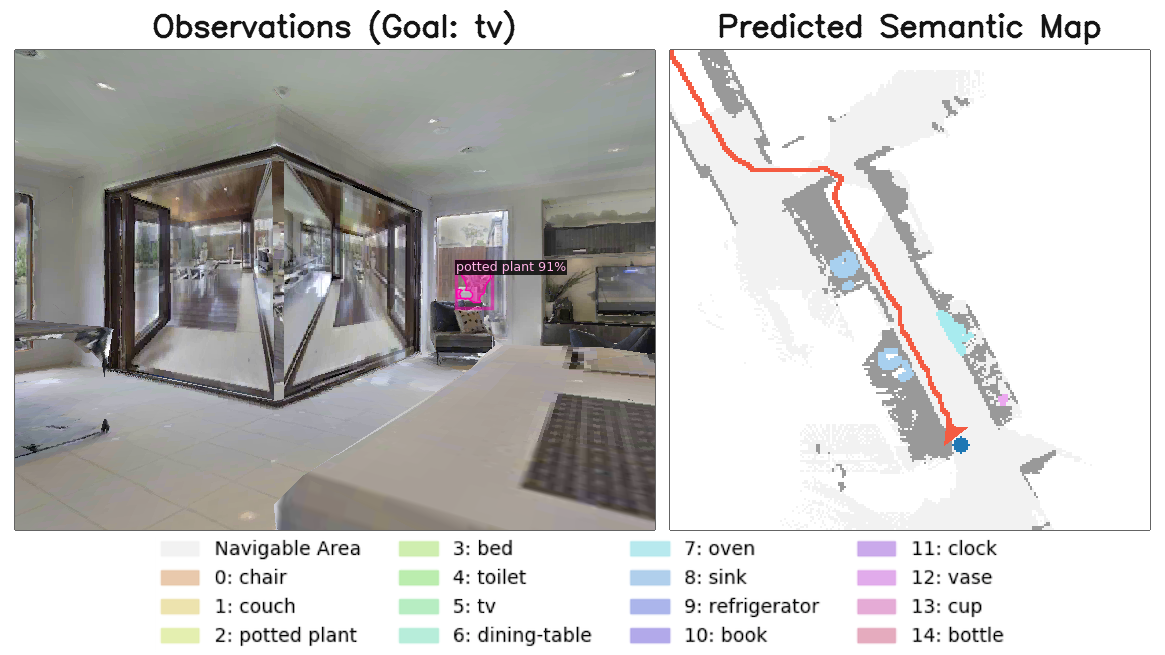 Observations (Goal: tv)
Predicted Semantic Map
potted plant 91%
Navigable Area
0: chair
1: couch
2: potted plant
3: bed
4: toilet
5: tv
6: dining-table
7: oven
8: sink
9: refrigerator
10: book
11: clock
12: vase
13: cup
14: bottle